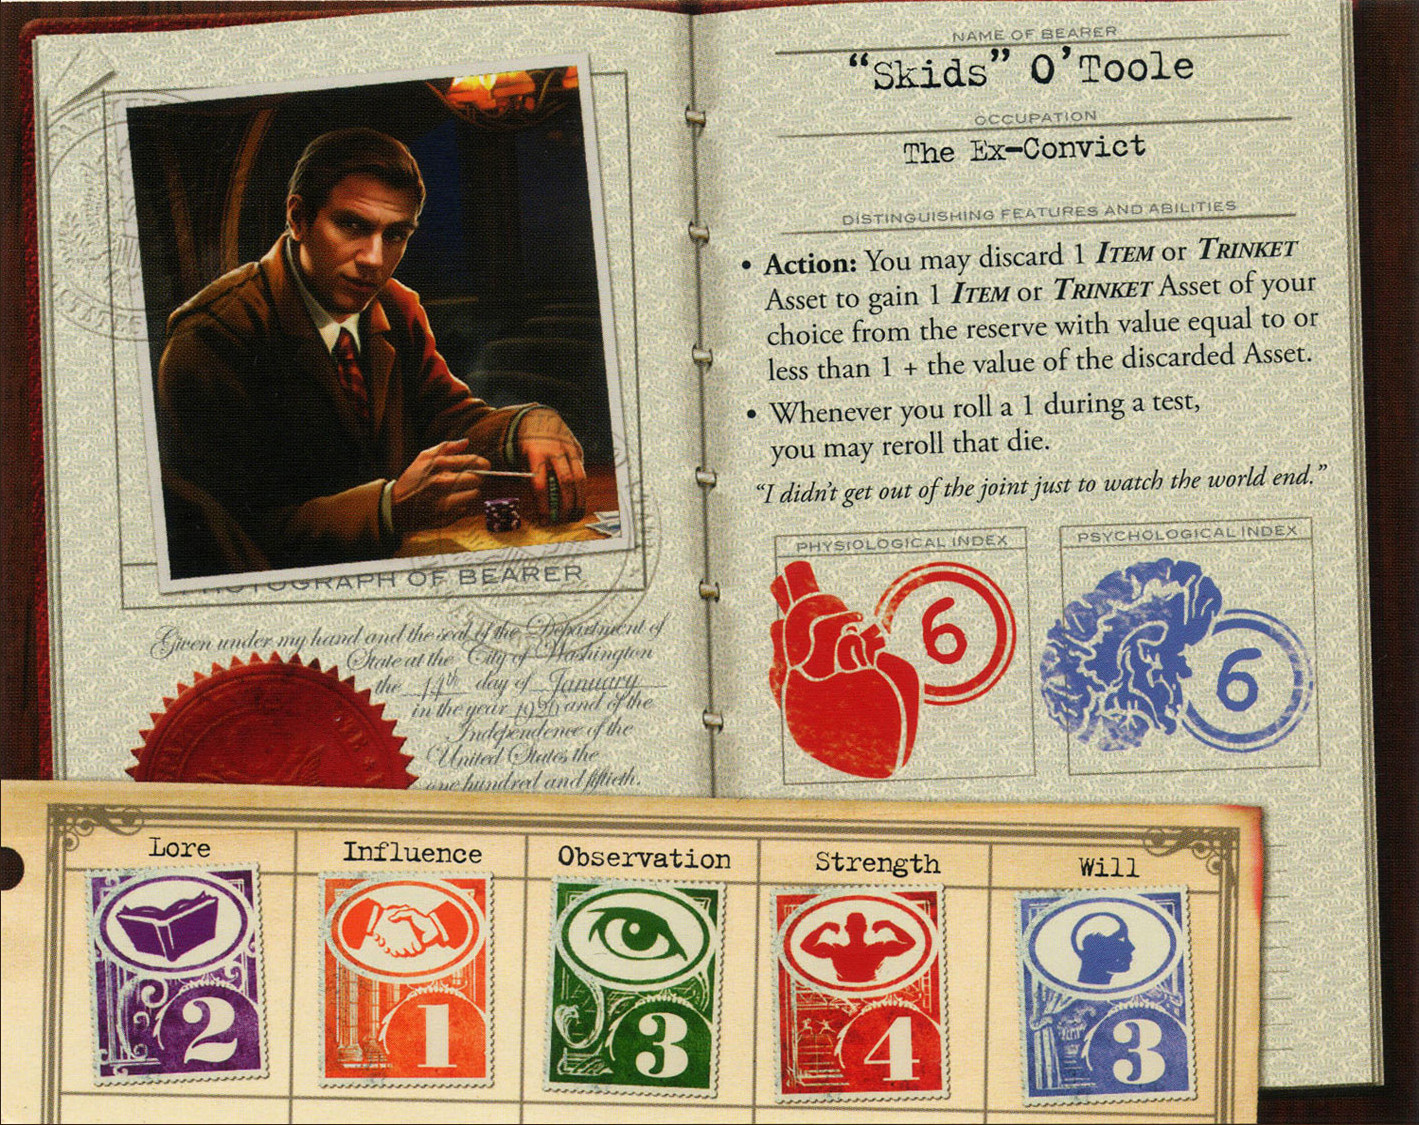 NAME OF BEARER
“Skids” O’Toole
OCCUPATION
The Ex-Convict
DISTINGUISHING FEATURES AND ABILITIES
• Action: You may discard 1 ITEM or TRINKET
Asset to gain 1 ITEM or TRINKET Asset of your
choice from the reserve with value equal to or
less than 1 + the value of the discarded Asset.
• Whenever you roll a 1 during a test,
you may reroll that die.
“I didn’t get out of the joint just to watch the world end.”
PHYSIOLOGICAL INDEX
6
PSYCHOLOGICAL INDEX
6
PHOTOGRAPH OF BEARER
Given under my hand and the seal of the Department of
State at the City of Washington
the 14th day of January
in the year 1926 and of the
Independence of the
United States the
one hundred and fiftieth.
Lore
2
Influence
1
Observation
3
Strength
4
Will
3